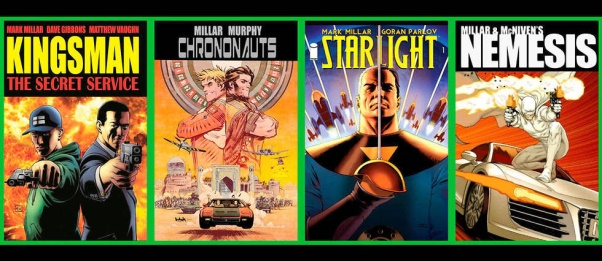 MARK MILLAR DAVE GIBBONS MATTHEW VAUGHN
KINGSMAN
THE SECRET SERVICE
MILLAR MURPHY
CHRONONAUTS
MARK MILLAR GORAN PARLOV
STARLIGHT
1
MILLAR & McNIVEN'S
NEMESIS